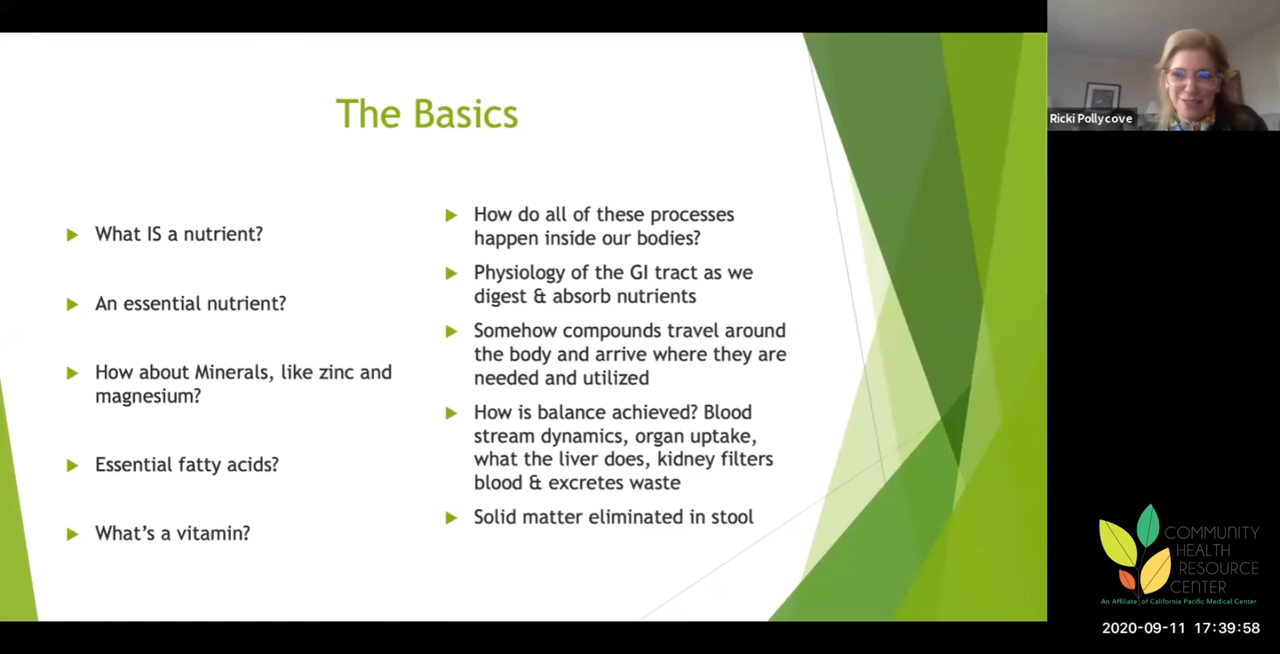 The Basics
What IS a nutrient?
An essential nutrient?
How about Minerals, like zinc and
magnesium?
Essential fatty acids?
What's a vitamin?
How do all of these processes
happen inside our bodies?
Physiology of the GI tract as we
digest & absorb nutrients
Somehow compounds travel around
the body and arrive where they are
needed and utilized
How is balance achieved? Blood
stream dynamics, organ uptake,
what the liver does, kidney filters
blood & excretes waste
Solid matter eliminated in stool
Ricki Pollycove
COMMUNITY
HEALTH
RESOURCE
CENTER
An Affiliate of California Pacific Medical Center
2020-09-11 17:39:58